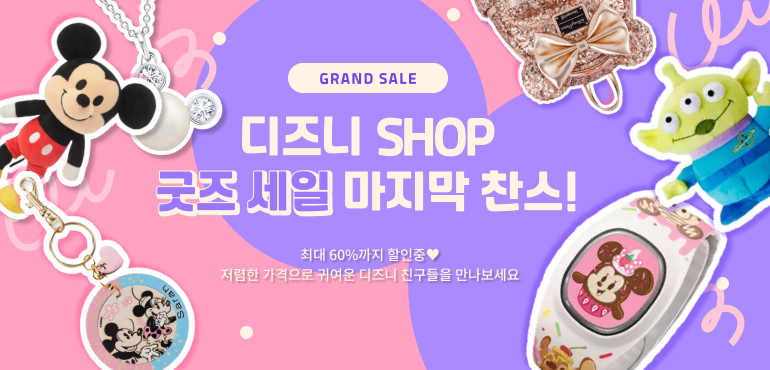 GRAND SALE
디즈니 SHOP
굿즈 세일 마지막 찬스!
최대 60%까지 할인중♥
저렴한 가격으로 귀여운 디즈니 친구들을 만나보세요
Sarah